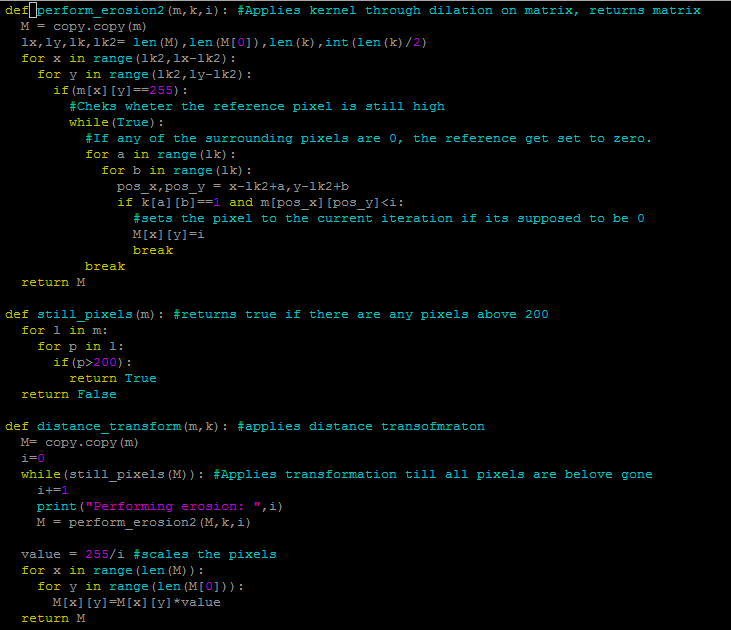 def perform_erosion2(m,k,i): #Applies kernel through dilation on matrix, returns matrix
  M = copy.copy(m)
  lx,ly,lk,lk2= len(M),len(M[0]),len(k),int(len(k)/2)
  for x in range(lk2,lx-lk2):
    for y in range(lk2,ly-lk2):
      if(m[x][y]==255):
        #Cheks wheter the reference pixel is still high
        while(True):
          #If any of the surrounding pixels are 0, the reference get set to zero.
          for a in range(lk):
            for b in range(lk):
              pos_x,pos_y = x-lk2+a,y-lk2+b
              if k[a][b]==1 and m[pos_x][pos_y]<i:
                #sets the pixel to the current iteration if its supposed to be 0
                M[x][y]=i
                break
          break
  return M

def still_pixels(m): #returns true if there are any pixels above 200
  for l in m:
    for p in l:
      if(p>200):
        return True
  return False

def distance_transform(m,k): #applies distance transofmraton
  M= copy.copy(m)
  i=0
  while(still_pixels(M)): #Applies transformation till all pixels are belove gone
    i+=1
    print("Performing erosion: ",i)
    M = perform_erosion2(M,k,i)

  value = 255/i #scales the pixels
  for x in range(len(M)):
    for y in range(len(M[0])):
      M[x][y]=M[x][y]*value
  return M